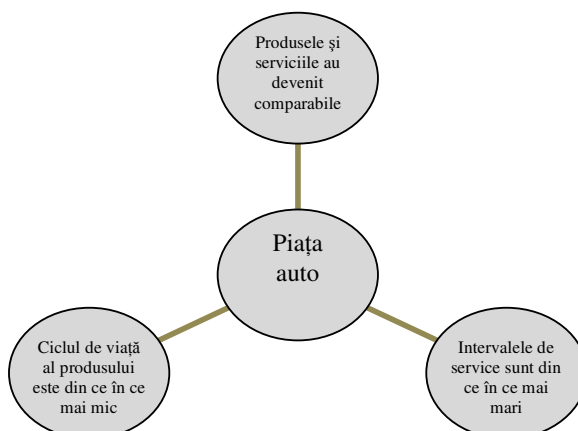 Produsele şi
serviciile au
devenit
comparabile
Piața
auto
Ciclul de viață
al produsului
este din ce în ce
mai mic
Intervalele de
service sunt din
ce în ce mai
mari